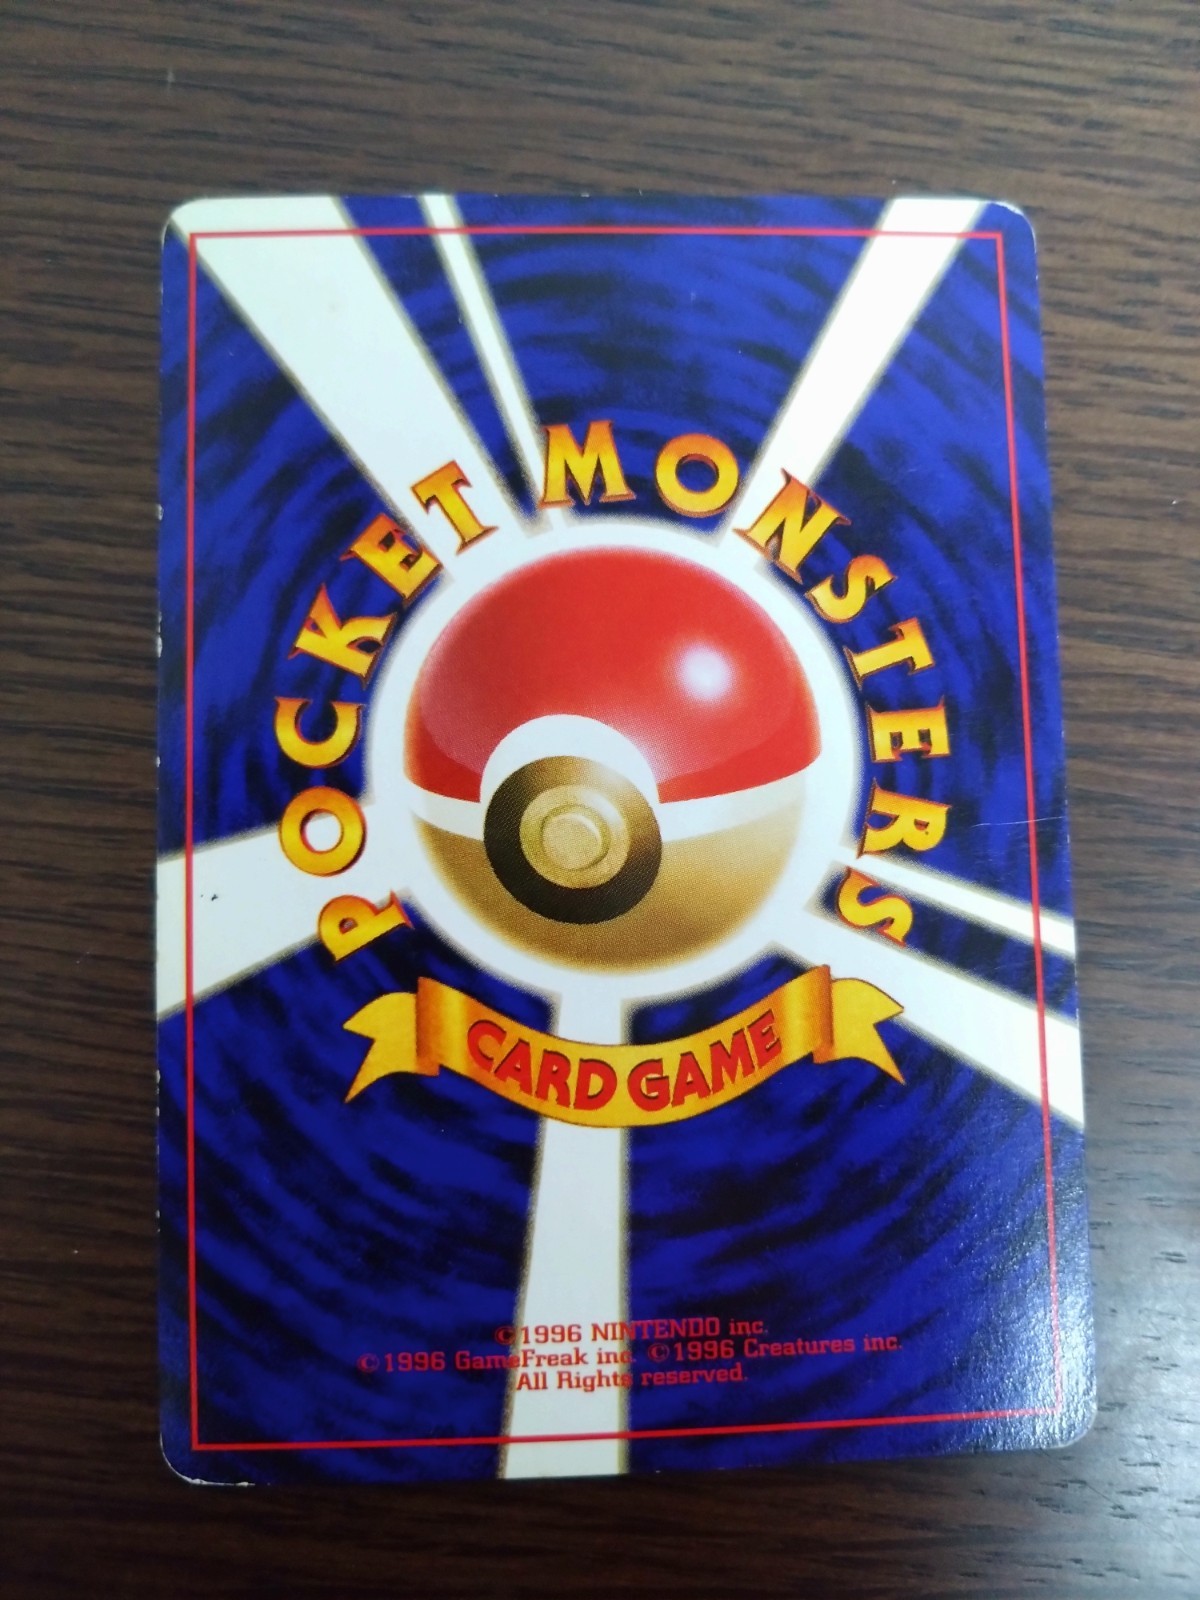 POCKET MONSTERS
CARD GAME
©1996 NINTENDO inc.
©1996 GameFreak inc. ©1996 Creatures inc.
All Rights reserved.